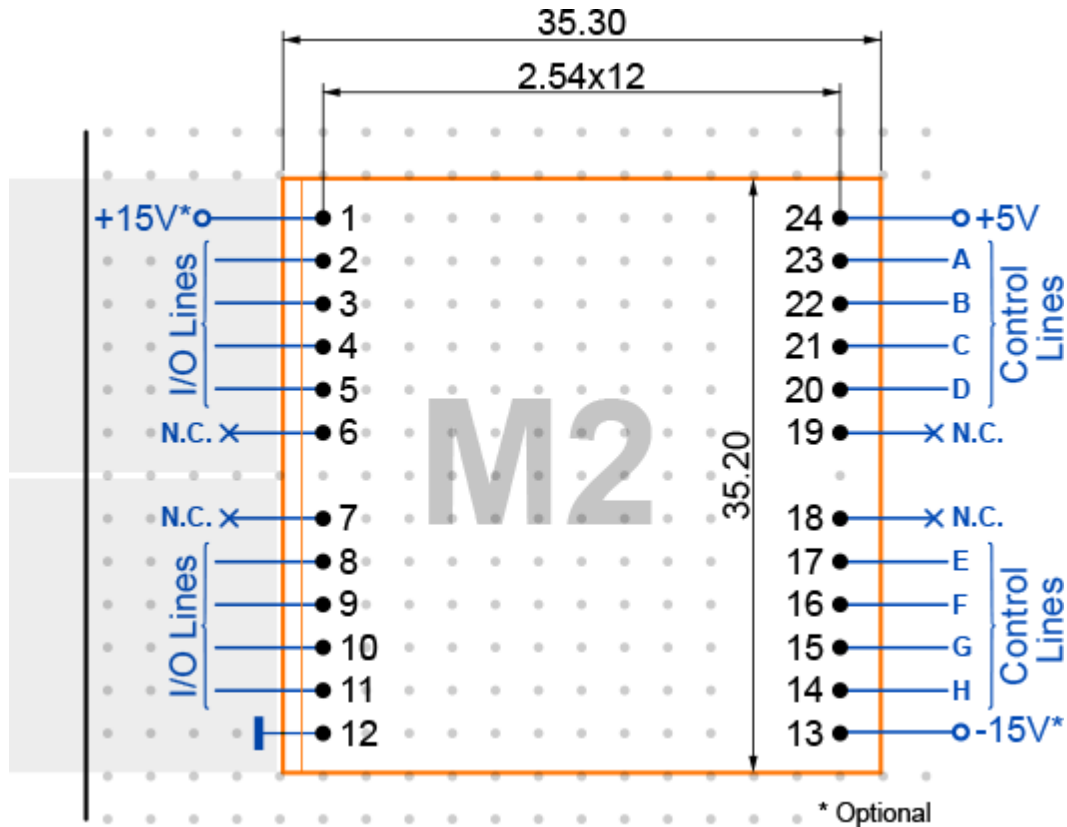 35.30
2.54x12
+15V* 1 24 +5V
2 23 A
3 22 B
I/O Lines
4 21 C
Control
Lines
5 20 D
N.C. 6 19 N.C.
M2
35.20
N.C. 7 18 N.C.
8 17 E
9 16 F
I/O Lines
10 15 G
Control
Lines
11 14 H
12 13 -15V*
* Optional